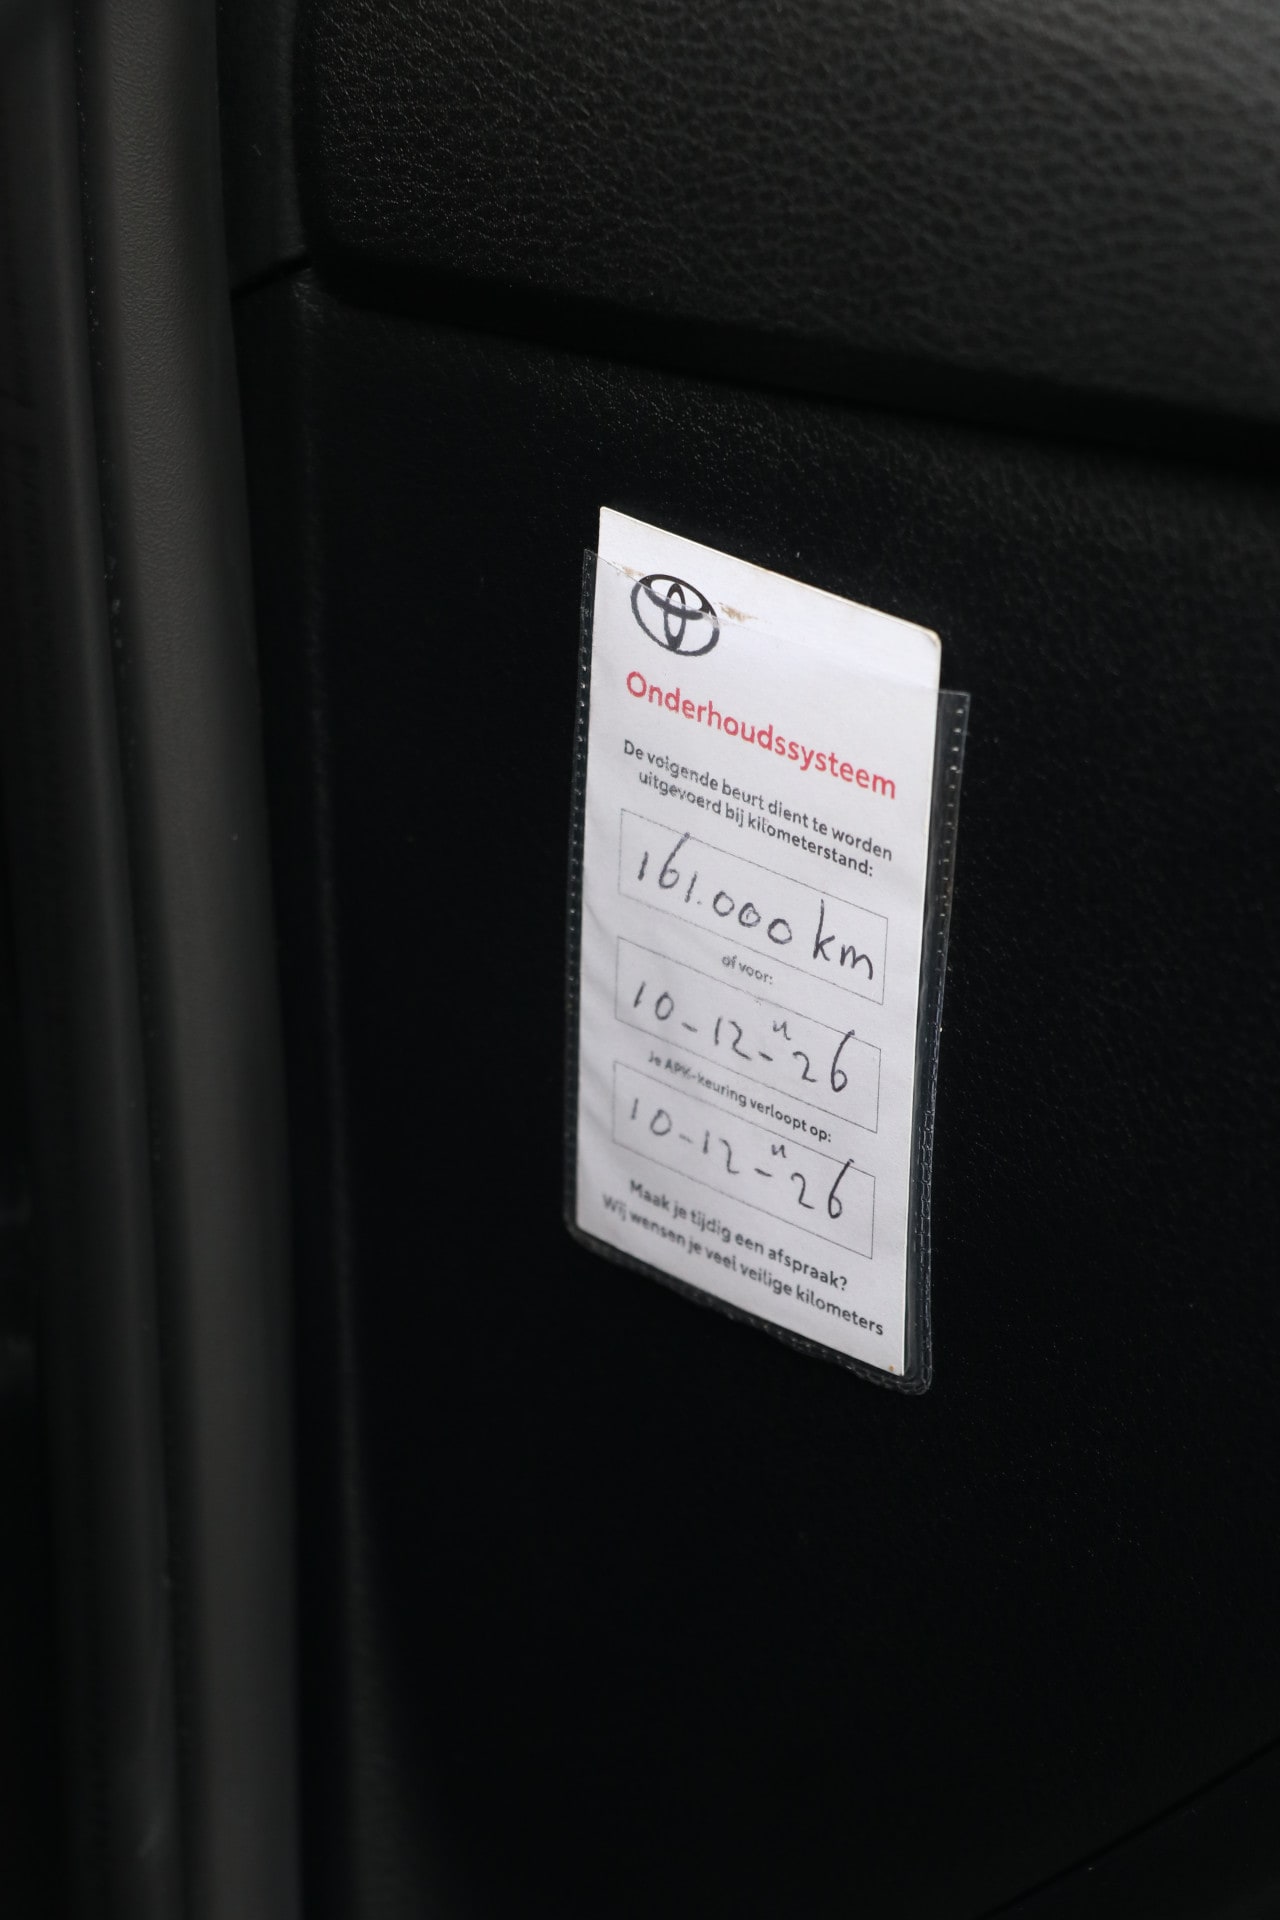 Onderhoudssysteem
De volgende beurt dient te worden
uitgevoerd bij kilometerstand:
161.000 km
of voor:
10-12-"26
Je APK-keuring verloopt op:
10-12-"26
Maak je tijdig een afspraak?
Wij wensen je veel veilige kilometers